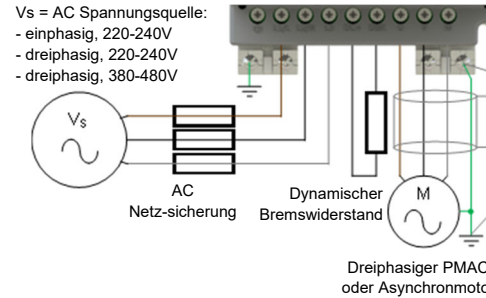 Vs = AC Spannungsquelle:
- einphasig, 220-240V
- dreiphasig, 220-240V
- dreiphasig, 380-480V
Vs
AC
Netz-sicherung
Dynamischer
Bremswiderstand
M
Dreiphasiger PMAC
oder Asynchronmoto